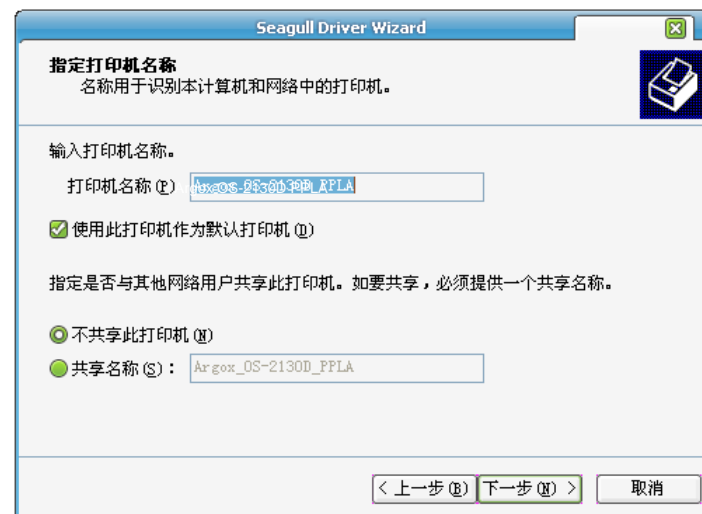 Seagull Driver Wizard
指定打印机名称
名称用于识别本计算机和网络中的打印机。
输入打印机名称。
打印机名称(P)
使用此打印机作为默认打印机(D)
指定是否与其他网络用户共享此打印机。如要共享，必须提供一个共享名称。
不共享此打印机(N)
共享名称(S)： Argox_OS-2130D_PPLA
< 上一步(B) 下一步(N) > 取消